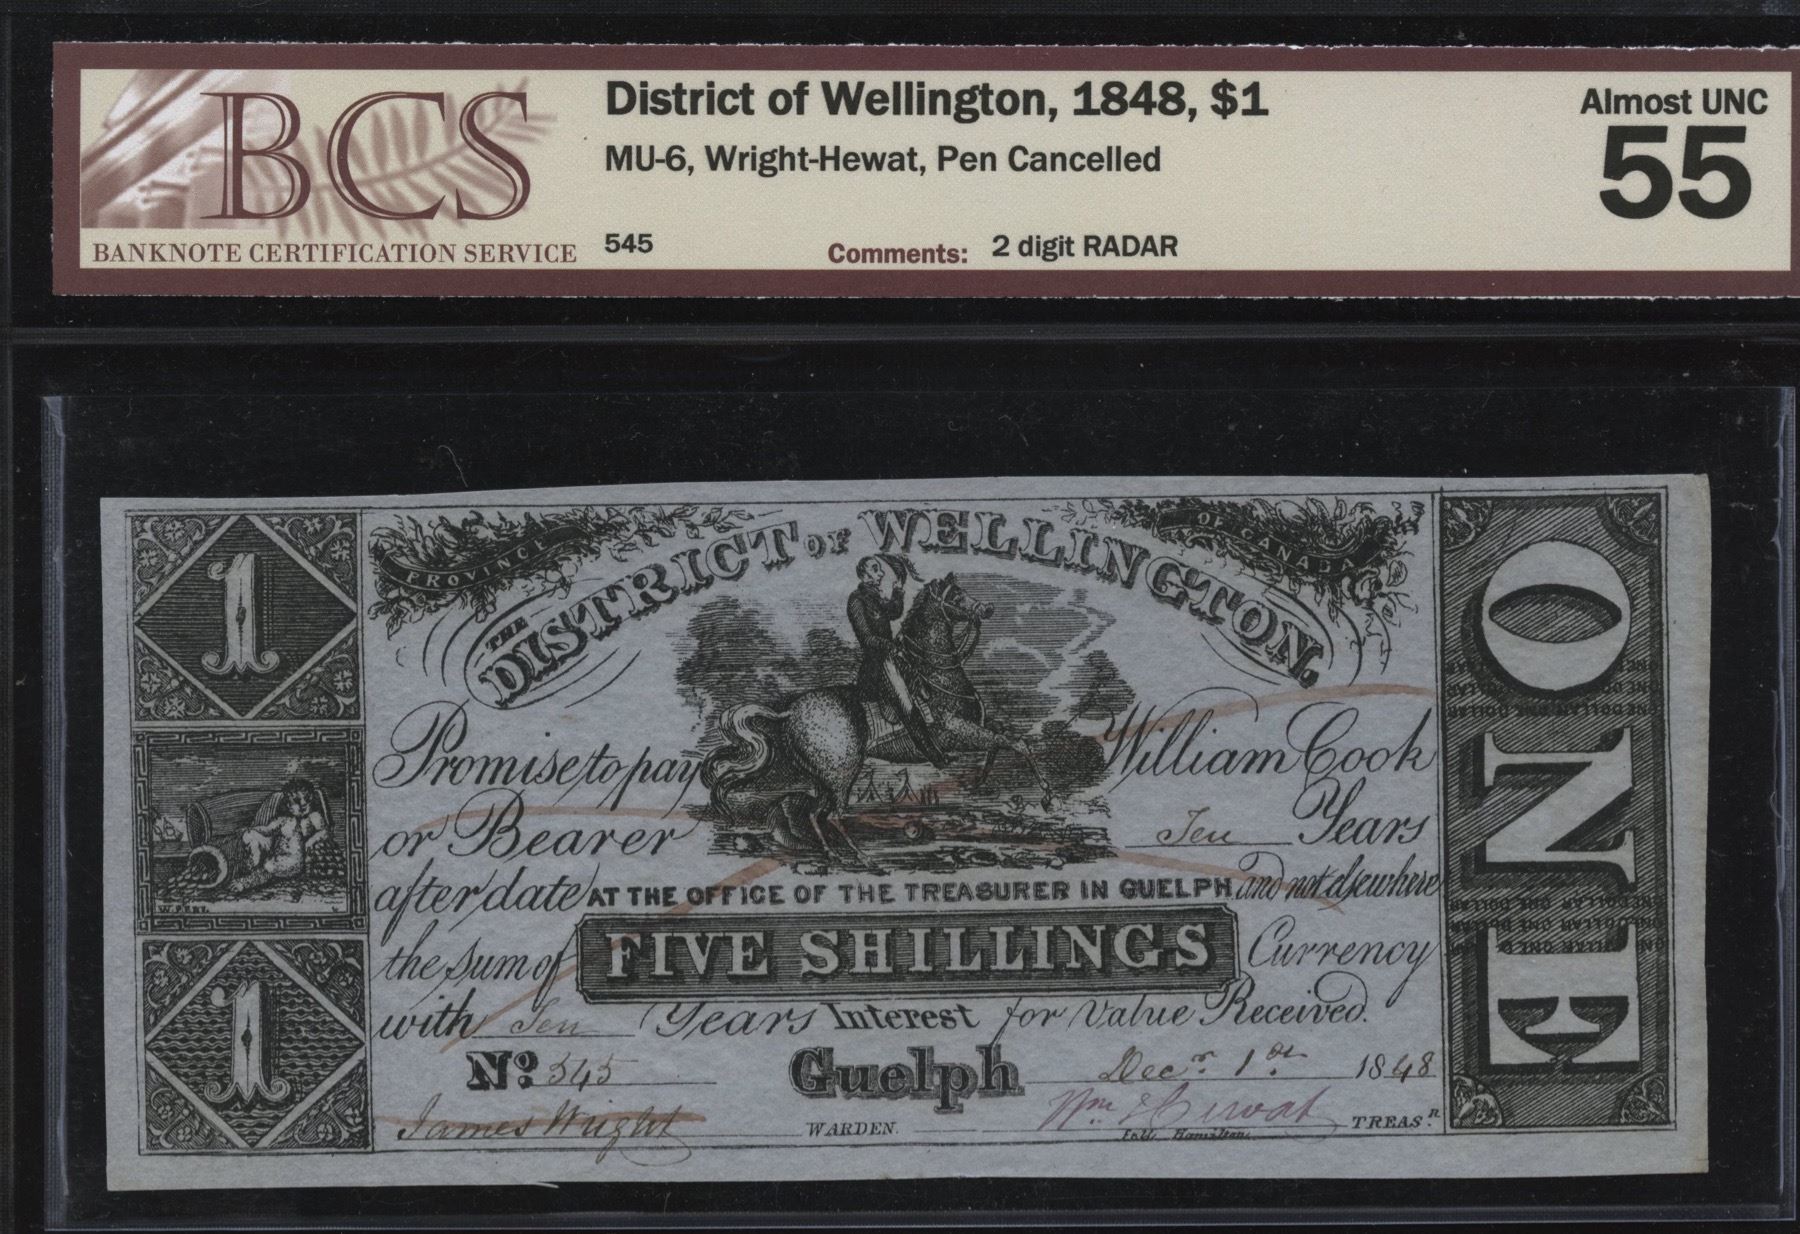 BCS
BANKNOTE CERTIFICATION SERVICE
District of Wellington, 1848, $1
MU-6, Wright-Hewat, Pen Cancelled
545
Comments: 2 digit RADAR
Almost UNC
55
PROVINCE OF CANADA
THE DISTRICT OF WELLINGTON.
1
1
ONE
Promise to pay William Cook
or Bearer Ten Years
after date AT THE OFFICE OF THE TREASURER IN GUELPH and not elsewhere
the sum of FIVE SHILLINGS Currency
with Ten Years Interest for Value Received.
No. 545 Guelph Decr. 1st 1848
James Wright WARDEN. Wm Hewat TREASR.
Hamilton